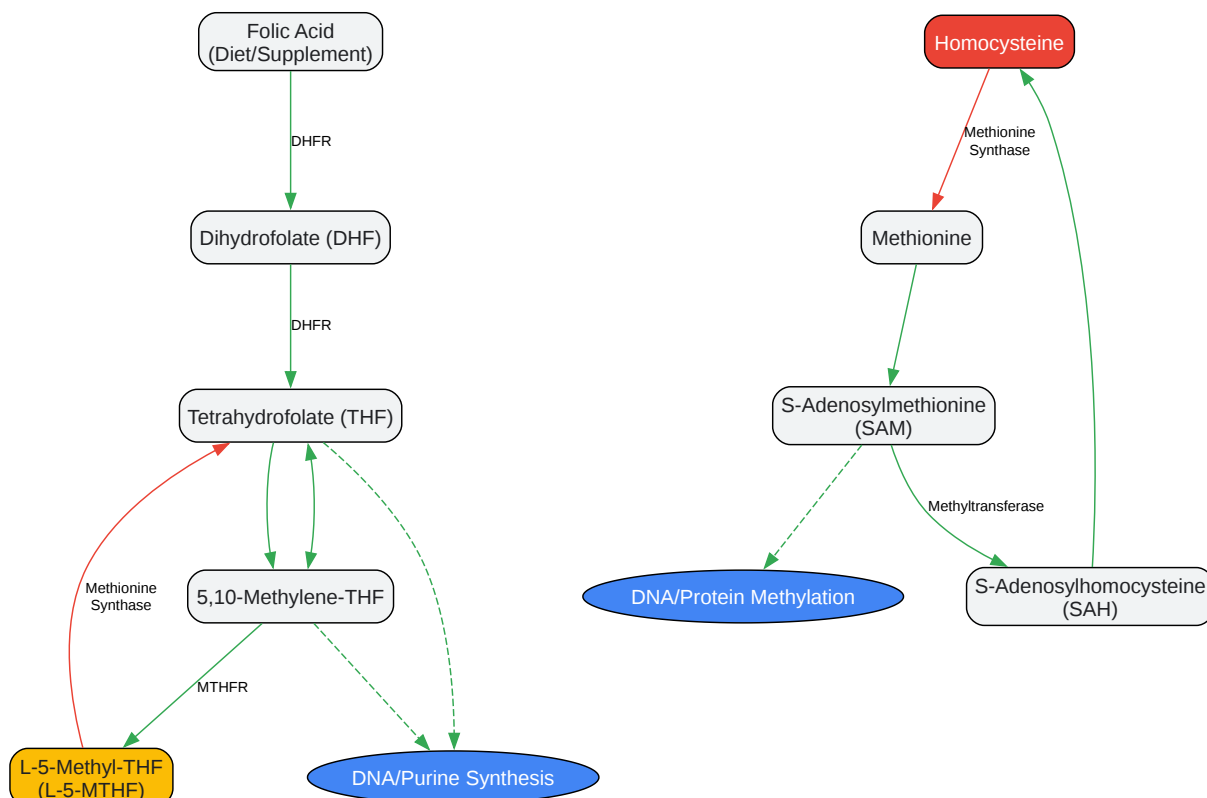 Folic Acid
(Diet/Supplement)
DHFR
Dihydrofolate (DHF)
DHFR
Tetrahydrofolate (THF)
Methionine
Synthase
5,10-Methylene-THF
MTHFR
L-5-Methyl-THF
(L-5-MTHF)
DNA/Purine Synthesis
Homocysteine
Methionine
Synthase
Methionine
S-Adenosylmethionine
(SAM)
Methyltransferase
DNA/Protein Methylation
S-Adenosylhomocysteine
(SAH)